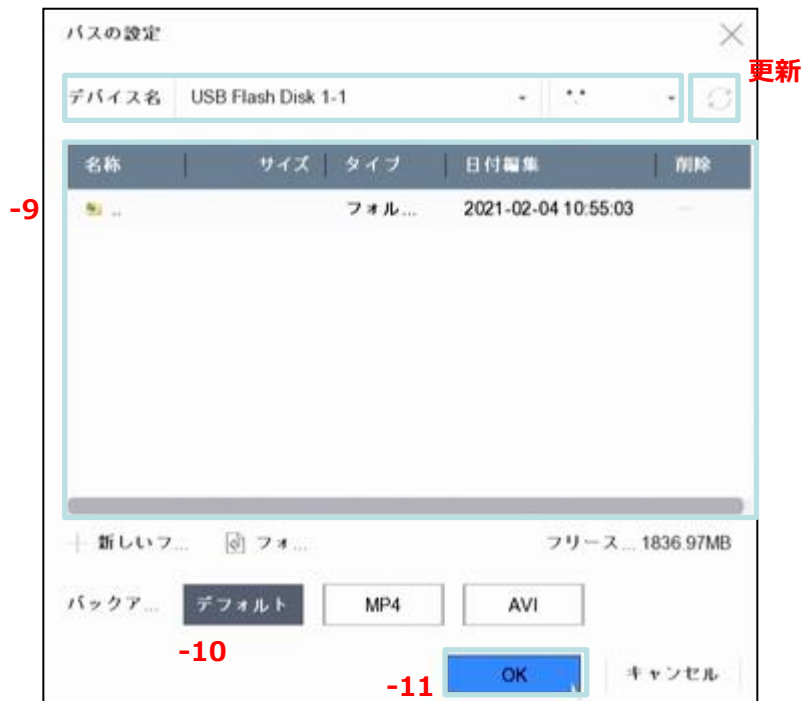 パスの設定
更新
デバイス名 USB Flash Disk 1-1 *.*
名称 サイズ タイプ 日付編集 削除
-9
.. フォル... 2021-02-04 10:55:03
新しいフ... フォ... フリース... 1836.97MB
バックア... デフォルト MP4 AVI
-10
-11 OK キャンセル